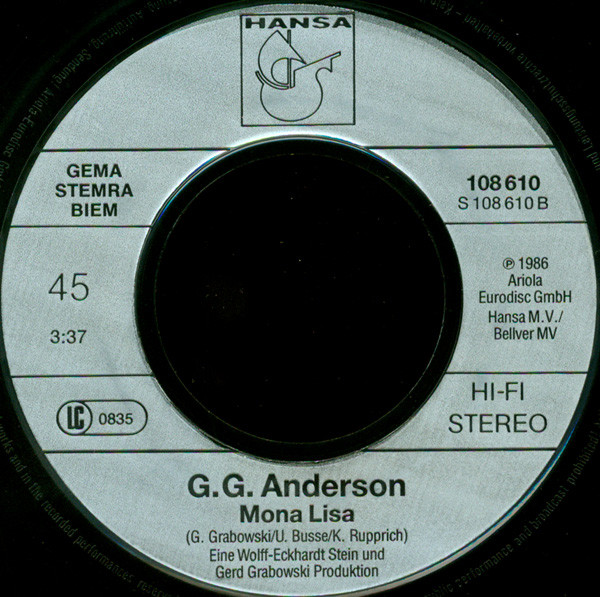 HANSA
GEMA
STEMRA
BIEM
108 610
S 108 610 B
45
3:37
℗ 1986
Ariola
Eurodisc GmbH
Hansa M.V./
Bellver MV
LC 0835
HI-FI
STEREO
G.G. Anderson
Mona Lisa
(G. Grabowski/U. Busse/K. Rupprich)
Eine Wolff-Eckhardt Stein und
Gerd Grabowski Produktion